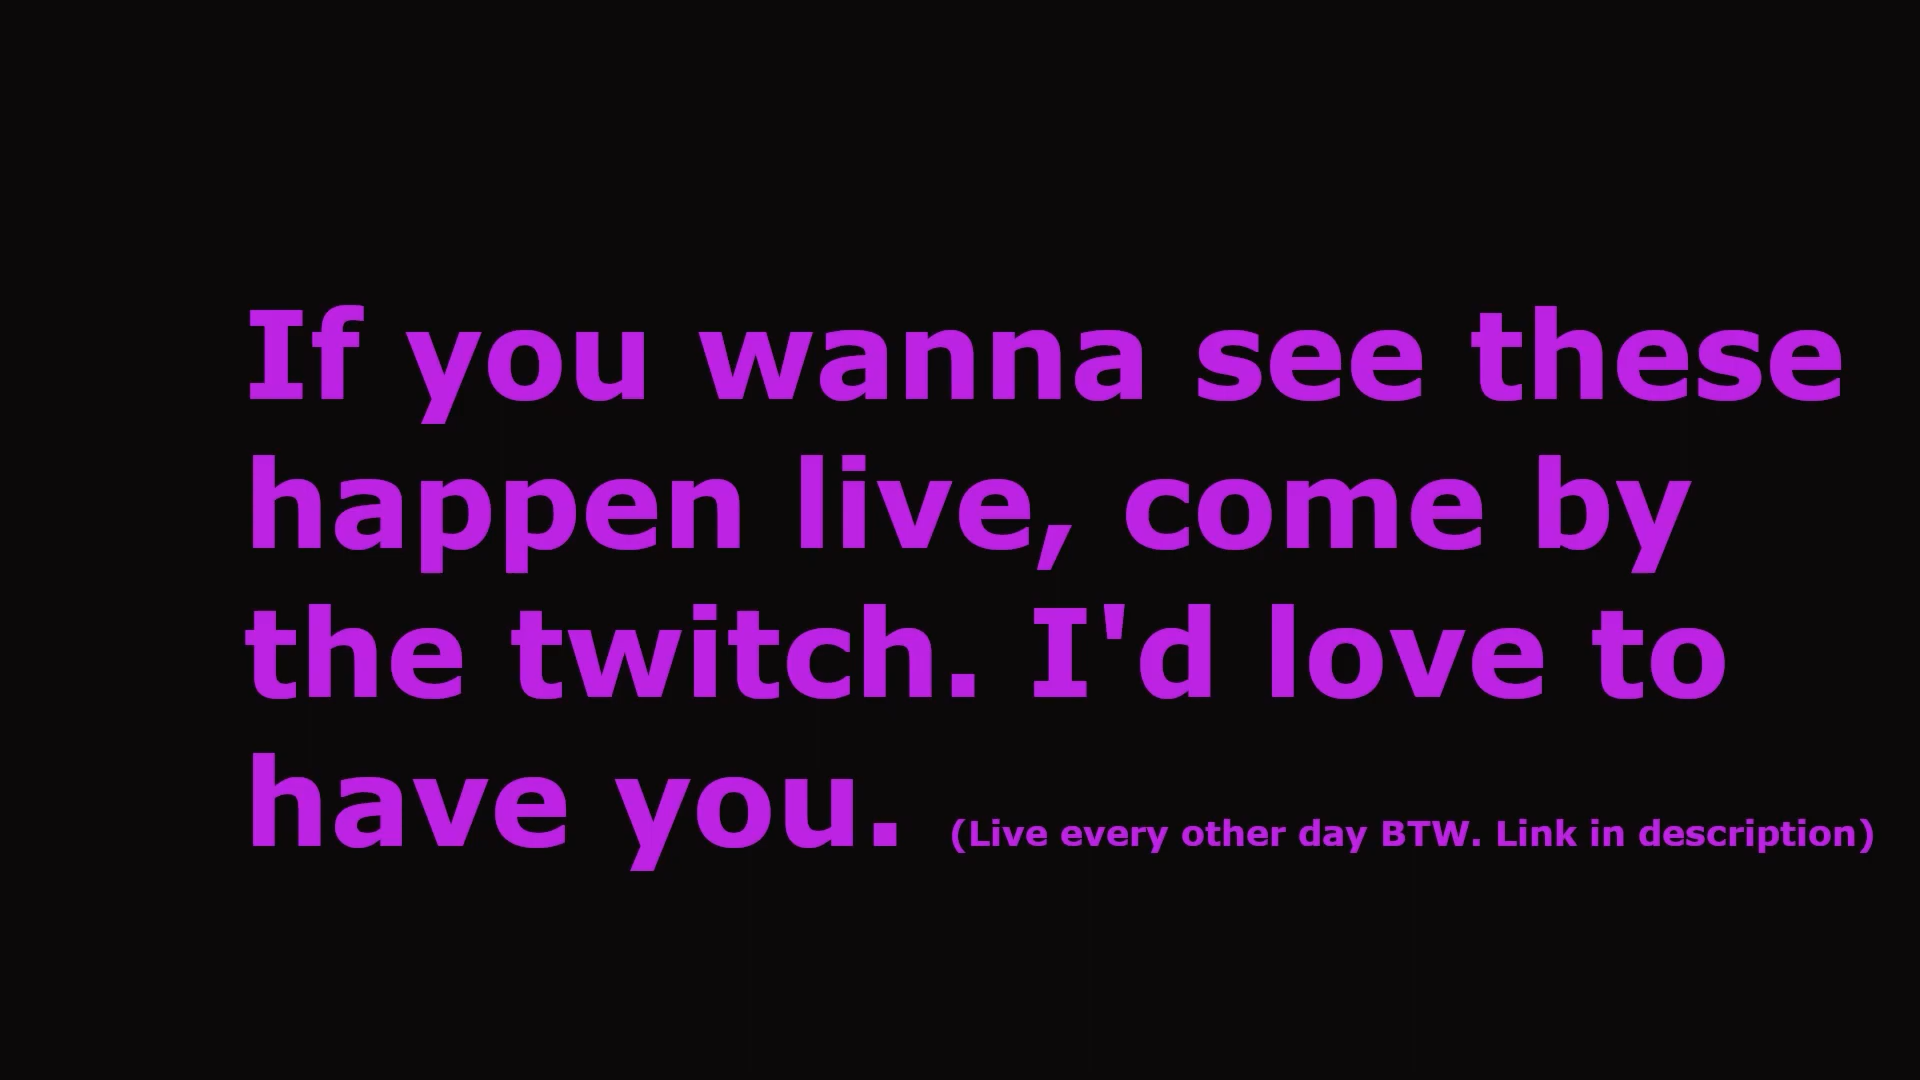 If you wanna see these
happen live, come by
the twitch. I'd love to
have you. (Live every other day BTW. Link in description)